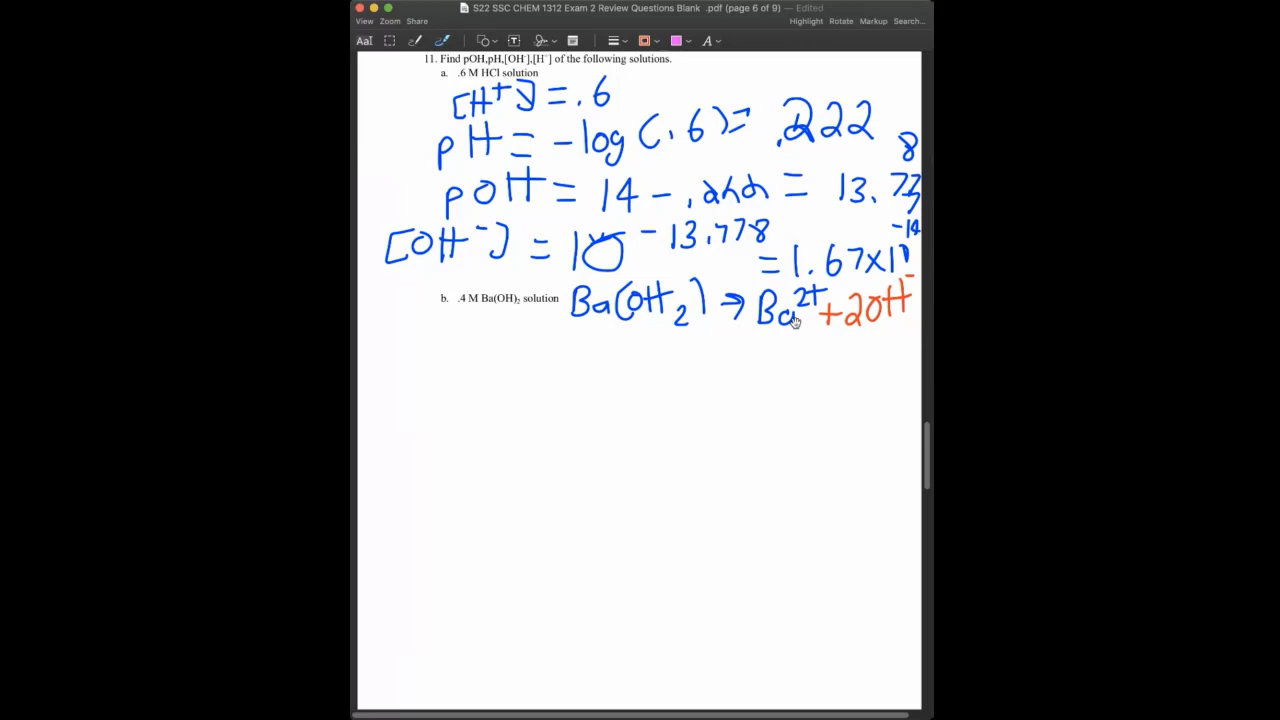 S22 SSC CHEM 1312 Exam 2 Review Questions Blank .pdf (page 6 of 9) — Edited
View Zoom Share Highlight Rotate Markup Search...
11. Find pOH,pH,[OH⁻],[H⁺] of the following solutions.
a. .6 M HCl solution
[H⁺] = .6
pH = -log(.6) = .222
pOH = 14 - .222 = 13.778
[OH⁻] = 10^-13.778
= 1.67x10^-14
b. .4 M Ba(OH)₂ solution Ba(OH₂) → Ba²⁺ + 2OH⁻